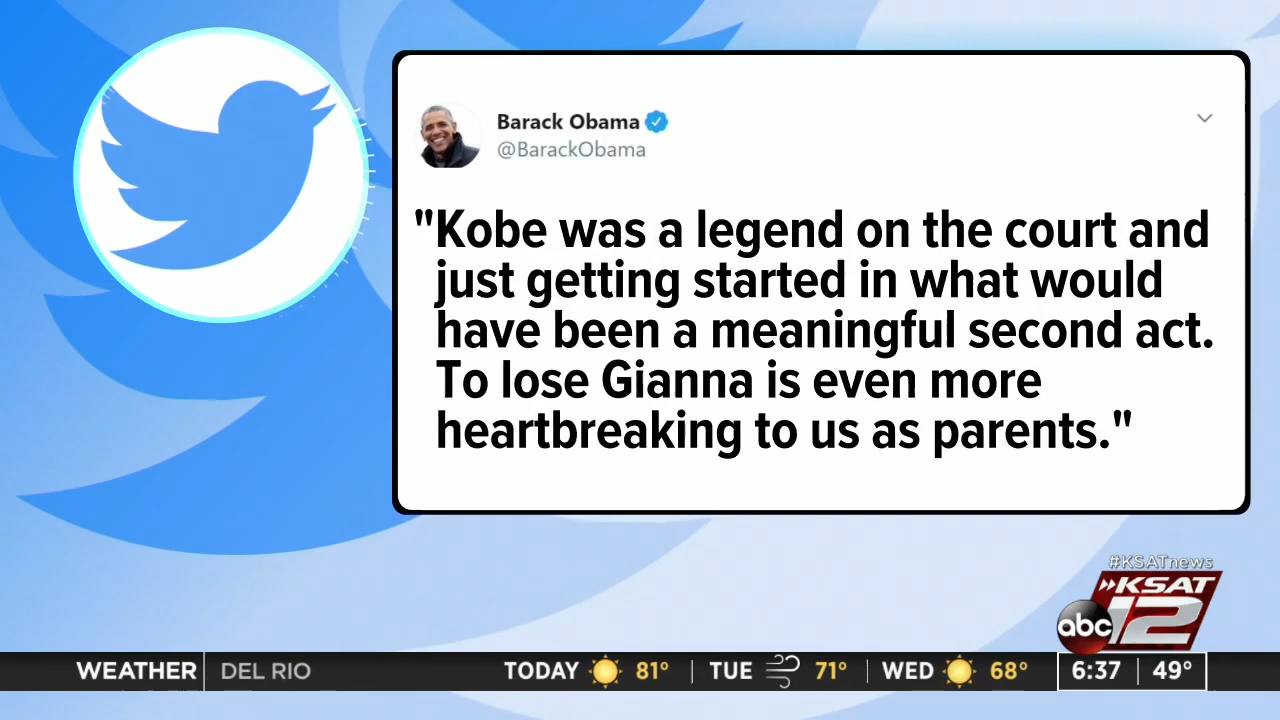 Barack Obama
@BarackObama
"Kobe was a legend on the court and
just getting started in what would
have been a meaningful second act.
To lose Gianna is even more
heartbreaking to us as parents."
#KSATnews
KSAT
abc 12
WEATHER DEL RIO TODAY 81° TUE 71° WED 68° 6:37 49°